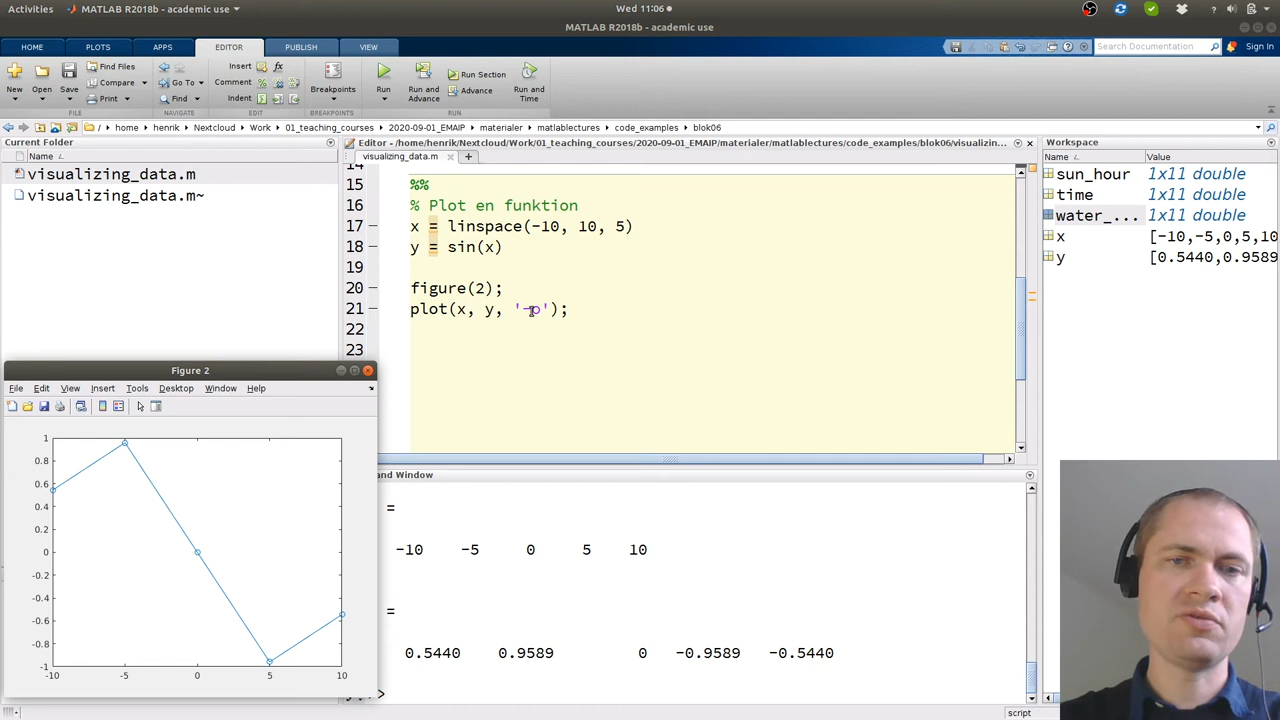 Activities MATLAB R2018b - academic use Wed 11:06
MATLAB R2018b - academic use
HOME PLOTS APPS EDITOR PUBLISH VIEW Search Documentation Sign In
New Open Save Find Files Compare Print Go To Find Insert Comment Indent Breakpoints Run Run and Advance Run Section Advance Run and Time
FILE NAVIGATE EDIT BREAKPOINTS RUN
/ home henrik Nextcloud Work 01_teaching_courses 2020-09-01_EMAIP materialer matlablectures code_examples blok06
Current Folder
Name
visualizing_data.m
visualizing_data.m~
Editor - /home/henrik/Nextcloud/Work/01_teaching_courses/2020-09-01_EMAIP/materialer/matlablectures/code_examples/blok06/visualizin...
visualizing_data.m
14
15 %%
16 % Plot en funktion
17 x = linspace(-10, 10, 5)
18 y = sin(x)
19
20 figure(2);
21 plot(x, y, '-o');
22
23
Workspace
Name Value
sun_hour 1x11 double
time 1x11 double
water_... 1x11 double
x [-10,-5,0,5,10
y [0.5440,0.9589
Figure 2
File Edit View Insert Tools Desktop Window Help
1
0.8
0.6
0.4
0.2
0
-0.2
-0.4
-0.6
-0.8
-1
-10 -5 0 5 10
and Window
=
-10 -5 0 5 10
=
0.5440 0.9589 0 -0.9589 -0.5440
>
script